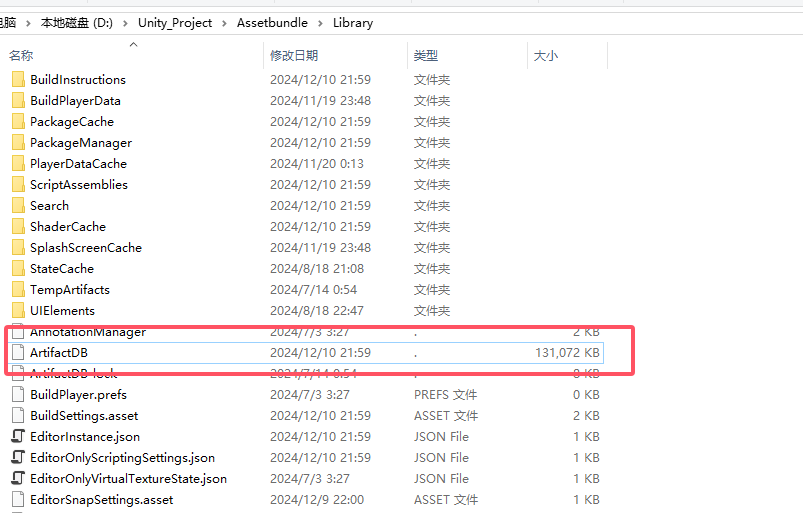 电脑 > 本地磁盘 (D:) > Unity_Project > Assetbundle > Library
名称 修改日期 类型 大小
BuildInstructions 2024/12/10 21:59 文件夹
BuildPlayerData 2024/11/19 23:48 文件夹
PackageCache 2024/12/10 21:59 文件夹
PackageManager 2024/12/10 21:59 文件夹
PlayerDataCache 2024/11/20 0:13 文件夹
ScriptAssemblies 2024/12/10 21:59 文件夹
Search 2024/12/10 21:59 文件夹
ShaderCache 2024/12/10 21:59 文件夹
SplashScreenCache 2024/11/19 23:48 文件夹
StateCache 2024/8/18 21:08 文件夹
TempArtifacts 2024/7/14 0:54 文件夹
UIElements 2024/8/18 22:47 文件夹
AnnotationManager 2024/7/3 3:27 . 2 KB
ArtifactDB 2024/12/10 21:59 . 131,072 KB
ArtifactDB-lock 2024/7/14 0:54 . 8 KB
BuildPlayer.prefs 2024/7/3 3:27 PREFS 文件 0 KB
BuildSettings.asset 2024/12/10 21:59 ASSET 文件 2 KB
EditorInstance.json 2024/12/10 21:59 JSON File 1 KB
EditorOnlyScriptingSettings.json 2024/12/10 21:59 JSON File 1 KB
EditorOnlyVirtualTextureState.json 2024/7/3 3:27 JSON File 1 KB
EditorSnapSettings.asset 2024/12/9 22:00 ASSET 文件 1 KB